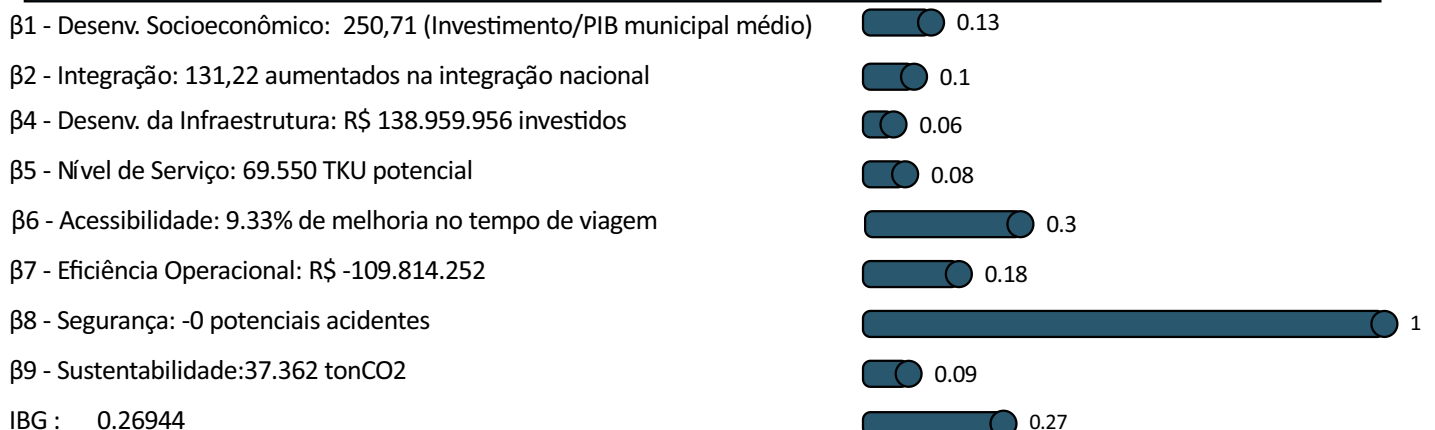 β1 - Desenv. Socioeconômico:  250,71 (Investimento/PIB municipal médio) 0.13
β2 - Integração: 131,22 aumentados na integração nacional 0.1
β4 - Desenv. da Infraestrutura: R$ 138.959.956 investidos 0.06
β5 - Nível de Serviço: 69.550 TKU potencial 0.08
β6 - Acessibilidade: 9.33% de melhoria no tempo de viagem 0.3
β7 - Eficiência Operacional: R$ -109.814.252 0.18
β8 - Segurança: -0 potenciais acidentes 1
β9 - Sustentabilidade:37.362 tonCO2 0.09
IBG : 0.26944 0.27